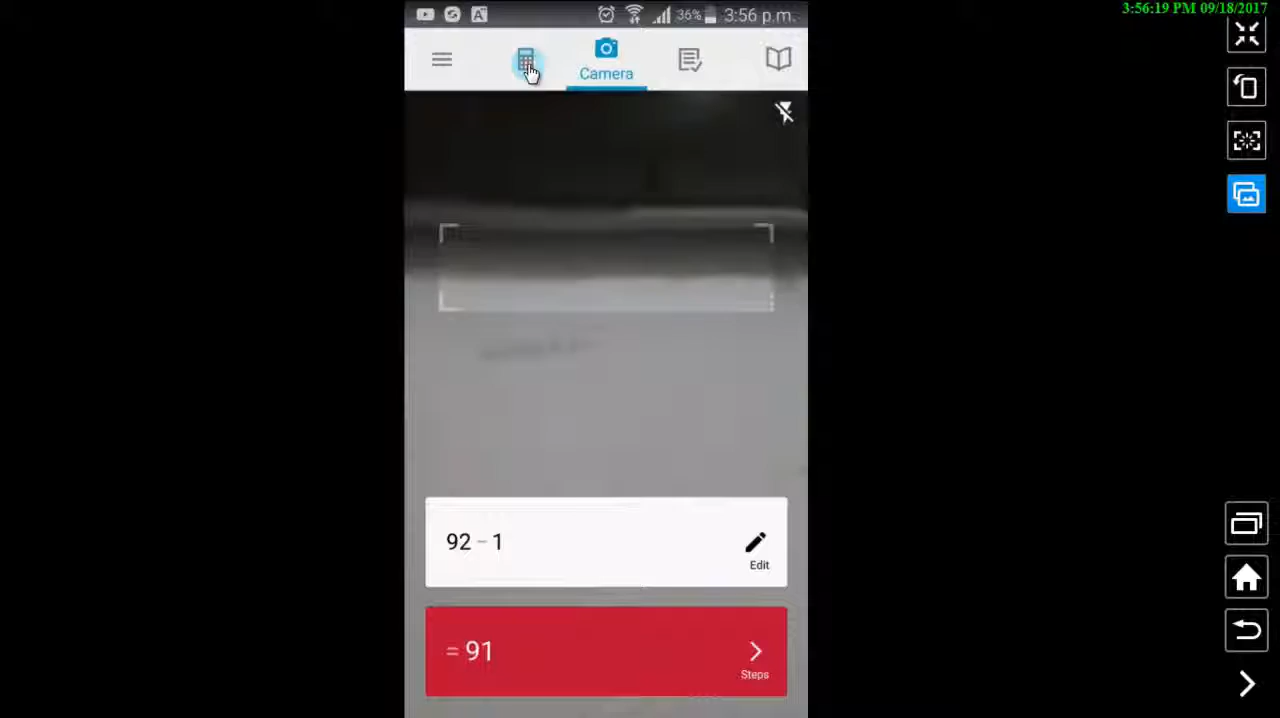 3:56:19 PM 09/18/2017
36% 3:56 p.m.
Camera
92 - 1
Edit
= 91
Steps